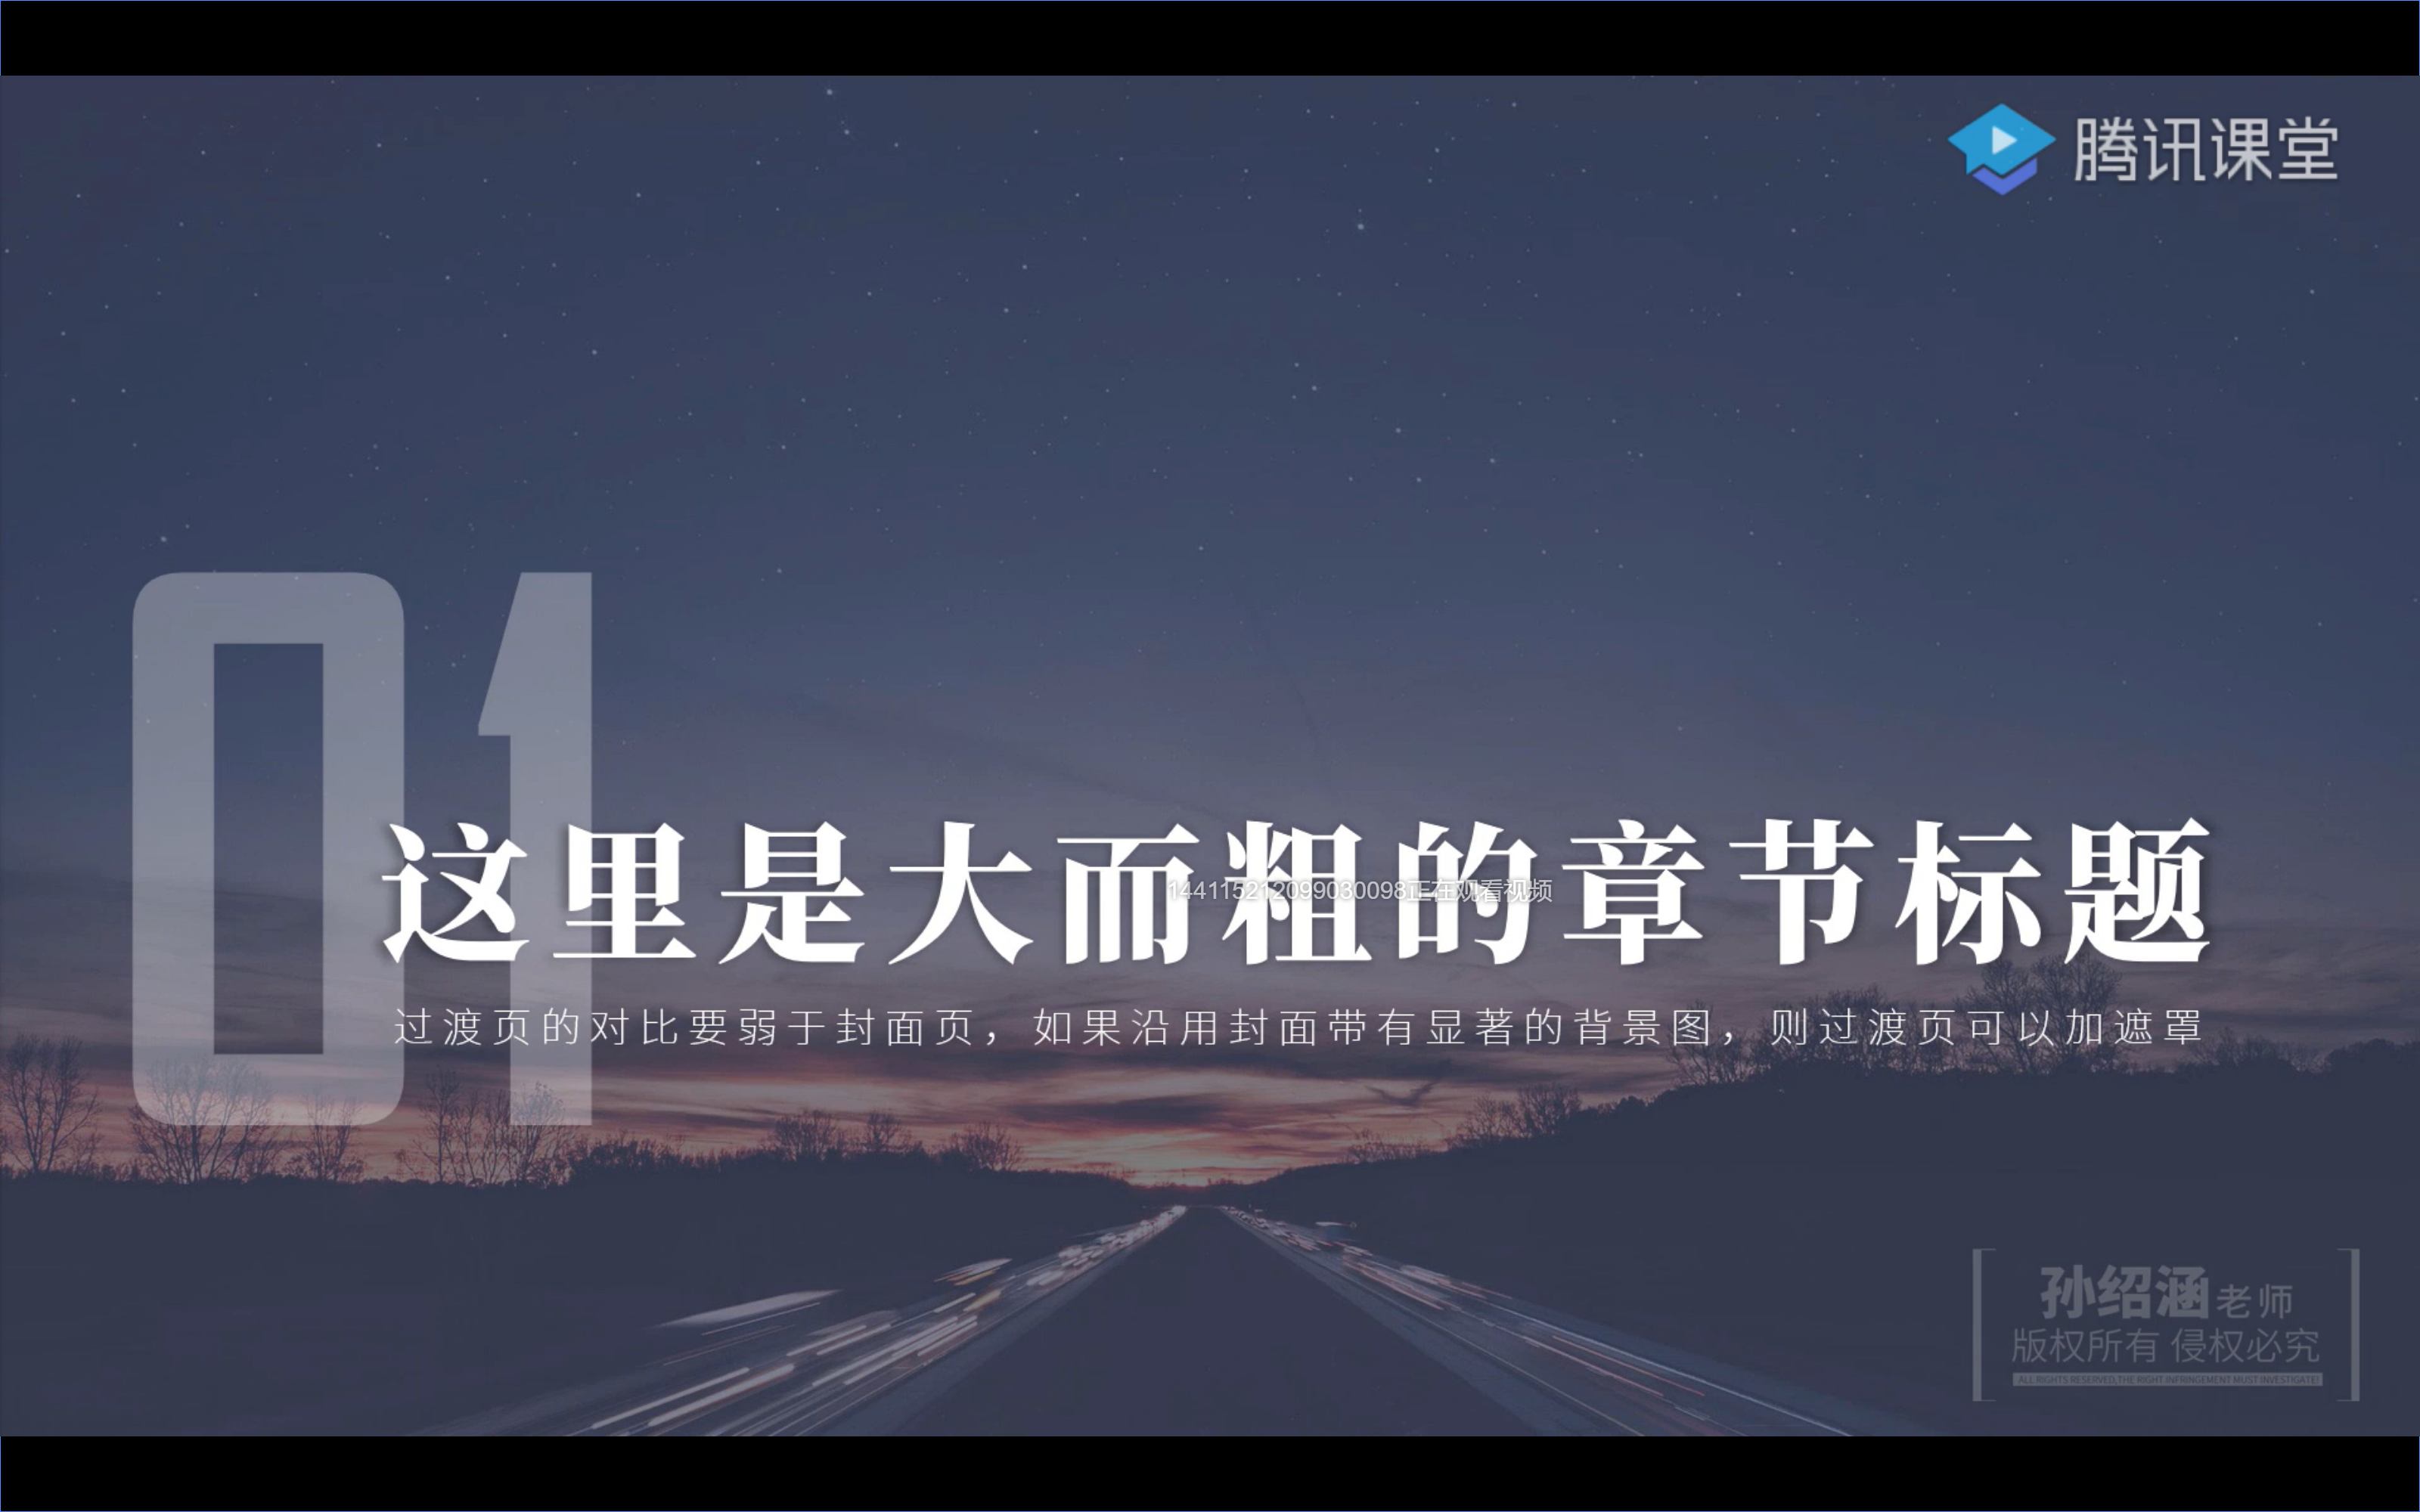 腾讯课堂
01
这里是大而粗的章节标题
144115212099030098正在观看视频
过渡页的对比要弱于封面页，如果沿用封面带有显著的背景图，则过渡页可以加遮罩
孙绍涵老师
版权所有 侵权必究
ALL RIGHTS RESERVED,THE RIGHT INFRINGEMENT MUST INVESTIGATE!